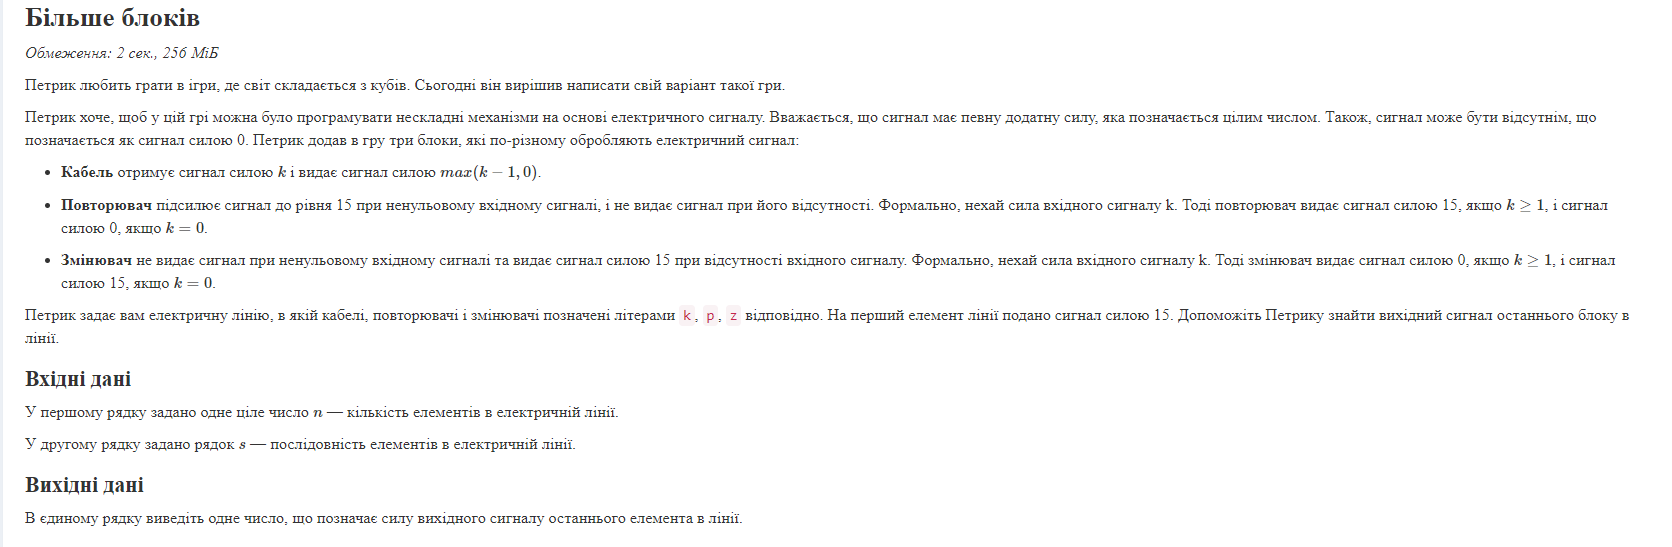 Більше блоків
Обмеження: 2 сек., 256 МіБ
Петрик любить грати в ігри, де світ складається з кубів. Сьогодні він вирішив написати свій варіант такої гри.
Петрик хоче, щоб у цій грі можна було програмувати нескладні механізми на основі електричного сигналу. Вважається, що сигнал має певну додатну силу, яка позначається цілим числом. Також, сигнал може бути відсутнім, що
позначається як сигнал силою 0. Петрик додав в гру три блоки, які по-різному обробляють електричний сигнал:
• Кабель отримує сигнал силою k і видає сигнал силою max(k − 1, 0).
• Повторювач підсилює сигнал до рівня 15 при ненульовому вхідному сигналі, і не видає сигнал при його відсутності. Формально, нехай сила вхідного сигналу k. Тоді повторювач видає сигнал силою 15, якщо k ≥ 1, і сигнал
силою 0, якщо k = 0.
• Змінювач не видає сигнал при ненульовому вхідному сигналі та видає сигнал силою 15 при відсутності вхідного сигналу. Формально, нехай сила вхідного сигналу k. Тоді змінювач видає сигнал силою 0, якщо k ≥ 1, і сигнал
силою 15, якщо k = 0.
Петрик задає вам електричну лінію, в якій кабелі, повторювачі і змінювачі позначені літерами k, p, z відповідно. На перший елемент лінії подано сигнал силою 15. Допоможіть Петрику знайти вихідний сигнал останнього блоку в
лінії.
Вхідні дані
У першому рядку задано одне ціле число n — кількість елементів в електричній лінії.
У другому рядку задано рядок s — послідовність елементів в електричній лінії.
Вихідні дані
В єдиному рядку виведіть одне число, що позначає силу вихідного сигналу останнього елемента в лінії.